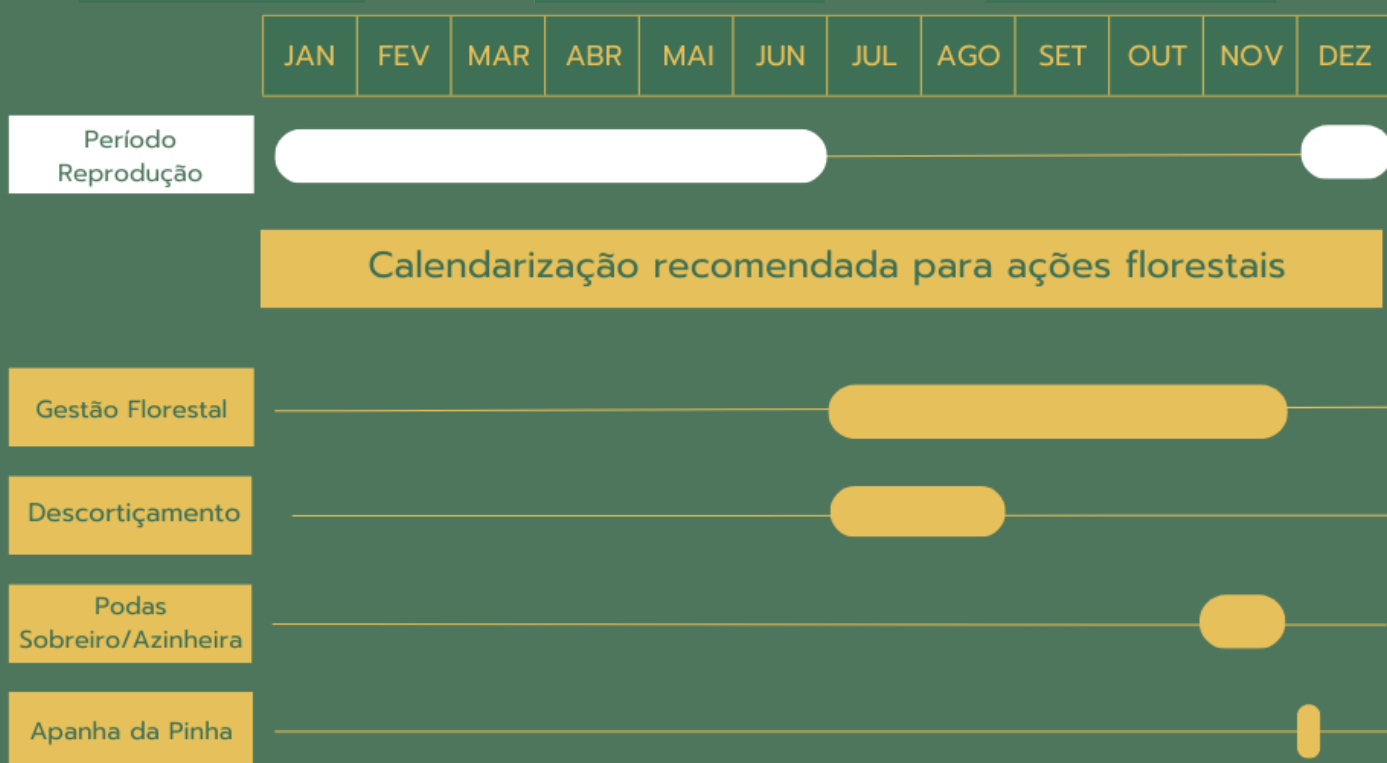 JAN FEV MAR ABR MAI JUN JUL AGO SET OUT NOV DEZ
Período
Reprodução
Calendarização recomendada para ações florestais
Gestão Florestal
Descortiçamento
Podas
Sobreiro/Azinheira
Apanha da Pinha